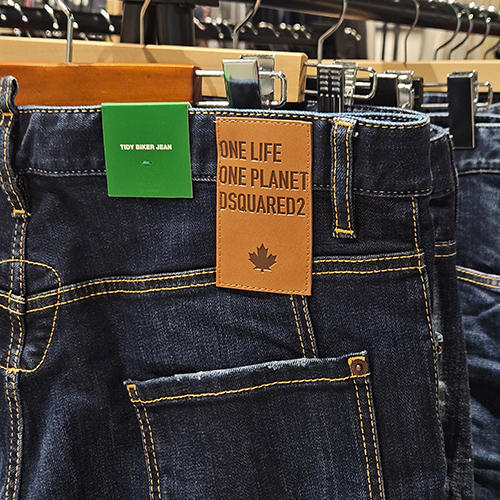 TIDY BIKER JEAN
ONE LIFE
ONE PLANET
DSQUARED2